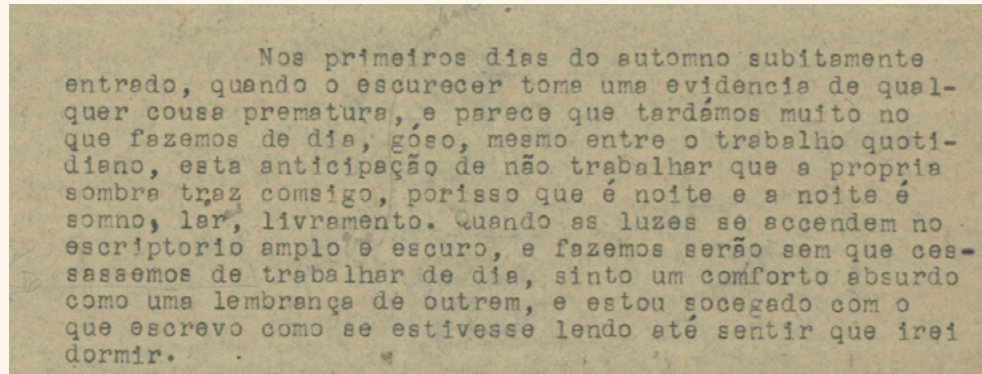 Nos primeiros dias do automno subitamente
entrado, quando o escurecer toma uma evidencia de qual-
quer cousa prematura, e parece que tardámos muito no
que fazemos de dia, góso, mesmo entre o trabalho quoti-
diano, esta anticipação de não trabalhar que a propria
sombra traz comsigo, porisso que é noite e a noite é
somno, lar, livramento. Quando as luzes se accendem no
escriptorio amplo e escuro, e fazemos serão sem que ces-
sassemos de trabalhar de dia, sinto um comforto absurdo
como uma lembrança de outrem, e estou socegado com o
que escrevo como se estivesse lendo até sentir que irei
dormir.